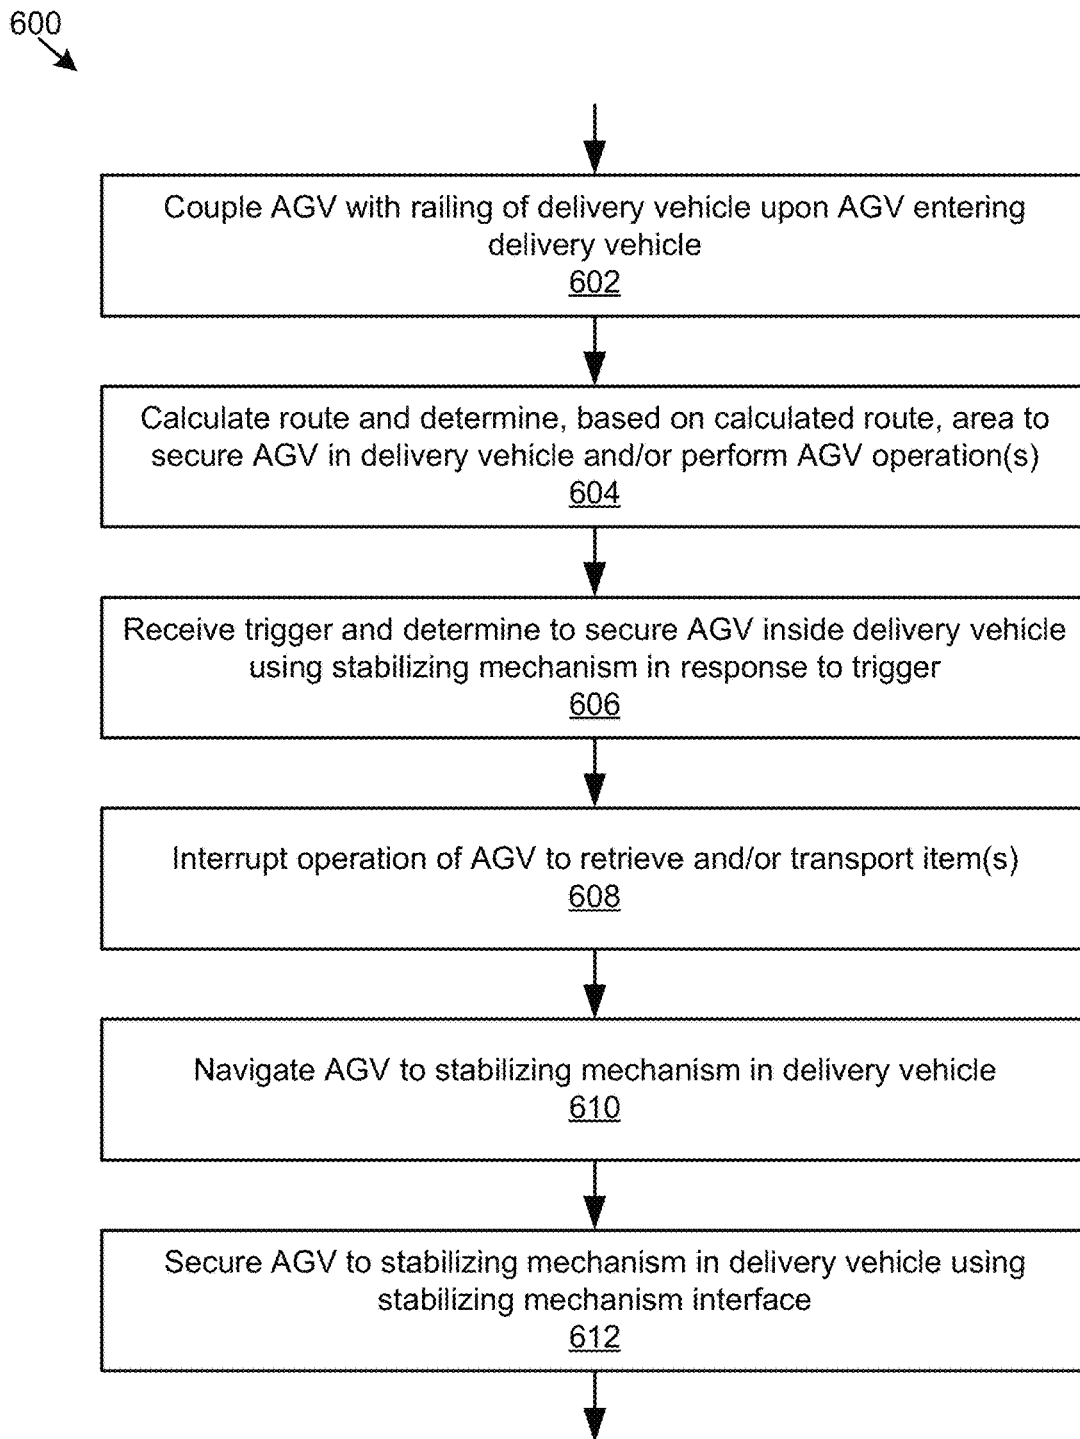 600
Couple AGV with railing of delivery vehicle upon AGV entering
delivery vehicle
602
Calculate route and determine, based on calculated route, area to
secure AGV in delivery vehicle and/or perform AGV operation(s)
604
Receive trigger and determine to secure AGV inside delivery vehicle
using stabilizing mechanism in response to trigger
606
Interrupt operation of AGV to retrieve and/or transport item(s)
608
Navigate AGV to stabilizing mechanism in delivery vehicle
610
Secure AGV to stabilizing mechanism in delivery vehicle using
stabilizing mechanism interface
612